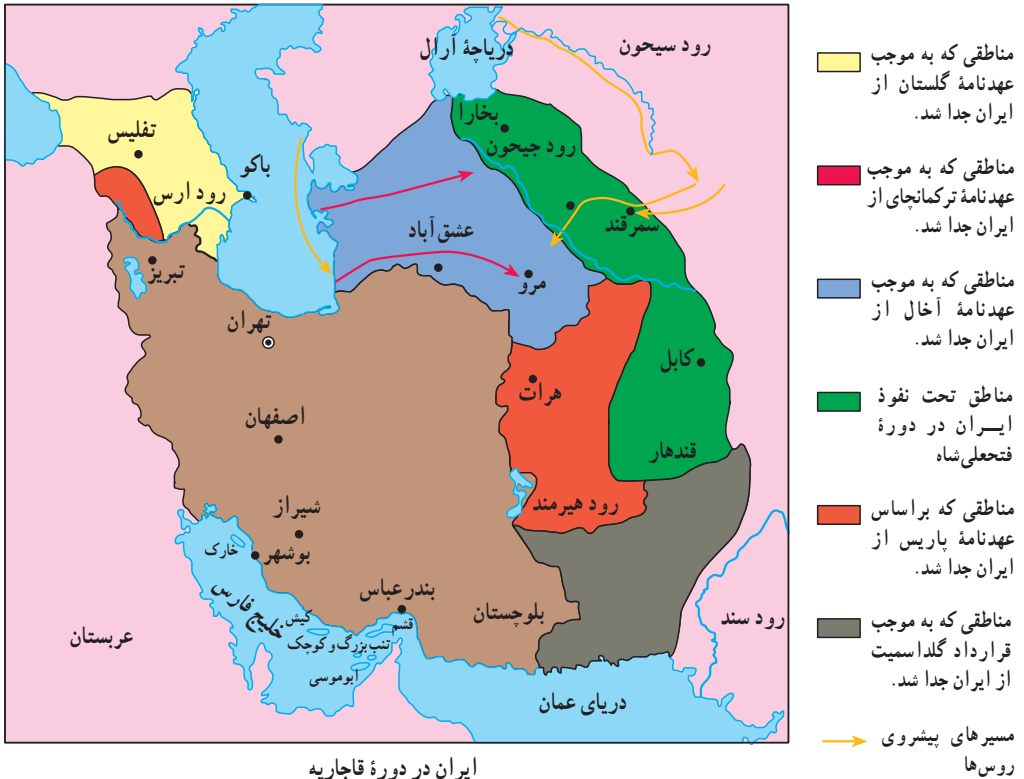 دریاچهٔ آرال
رود سیحون
بخارا
رود جیحون
سمرقند
تفلیس
رود ارس
باکو
عشق‌آباد
مرو
تبریز
تهران
کابل
هرات
قندهار
اصفهان
رود هیرمند
شیراز
بوشهر
خارک
خلیج فارس
بندرعباس
بلوچستان
کیش
قشم
تنب بزرگ و کوچک
ابوموسی
عربستان
دریای عمان
رود سند
مناطقی که به موجب
عهدنامهٔ گلستان از
ایران جدا شد.
مناطقی که به موجب
عهدنامهٔ ترکمانچای از
ایران جدا شد.
مناطقی که به موجب
عهدنامهٔ آخال از
ایران جدا شد.
مناطق تحت نفوذ
ایـــران در دورهٔ
فتحعلی‌شاه
مناطقی که براساس
عهدنامهٔ پاریس از
ایران جدا شد.
مناطقی که به موجب
قرارداد گلداسمیت
از ایران جدا شد.
مسیرهای پیشروی
روس‌ها
ایران در دورهٔ قاجاریه